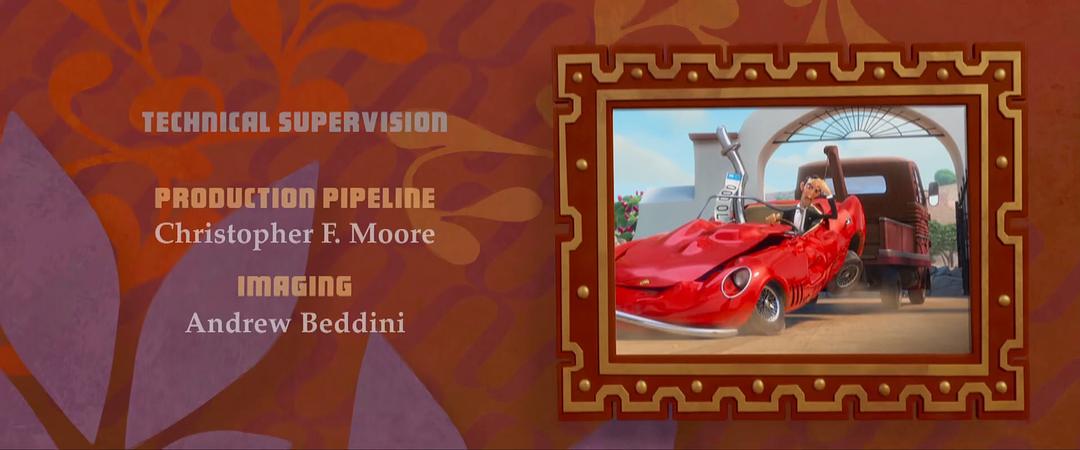 TECHNICAL SUPERVISION
PRODUCTION PIPELINE
Christopher F. Moore
IMAGING
Andrew Beddini